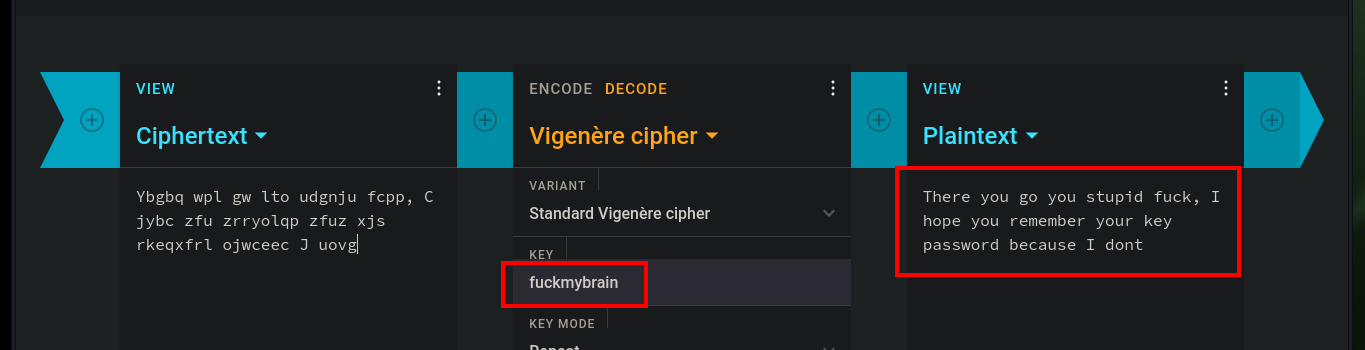 VIEW
Ciphertext
Ybgbq wpl gw lto udgnju fcpp, C
jybc zfu zrryolqp zfuz xjs
rkeqxfrl ojwceec J uovg
ENCODE DECODE
Vigenère cipher
VARIANT
Standard Vigenère cipher
KEY
fuckmybrain
KEY MODE
Repeat
VIEW
Plaintext
There you go you stupid fuck, I
hope you remember your key
password because I dont